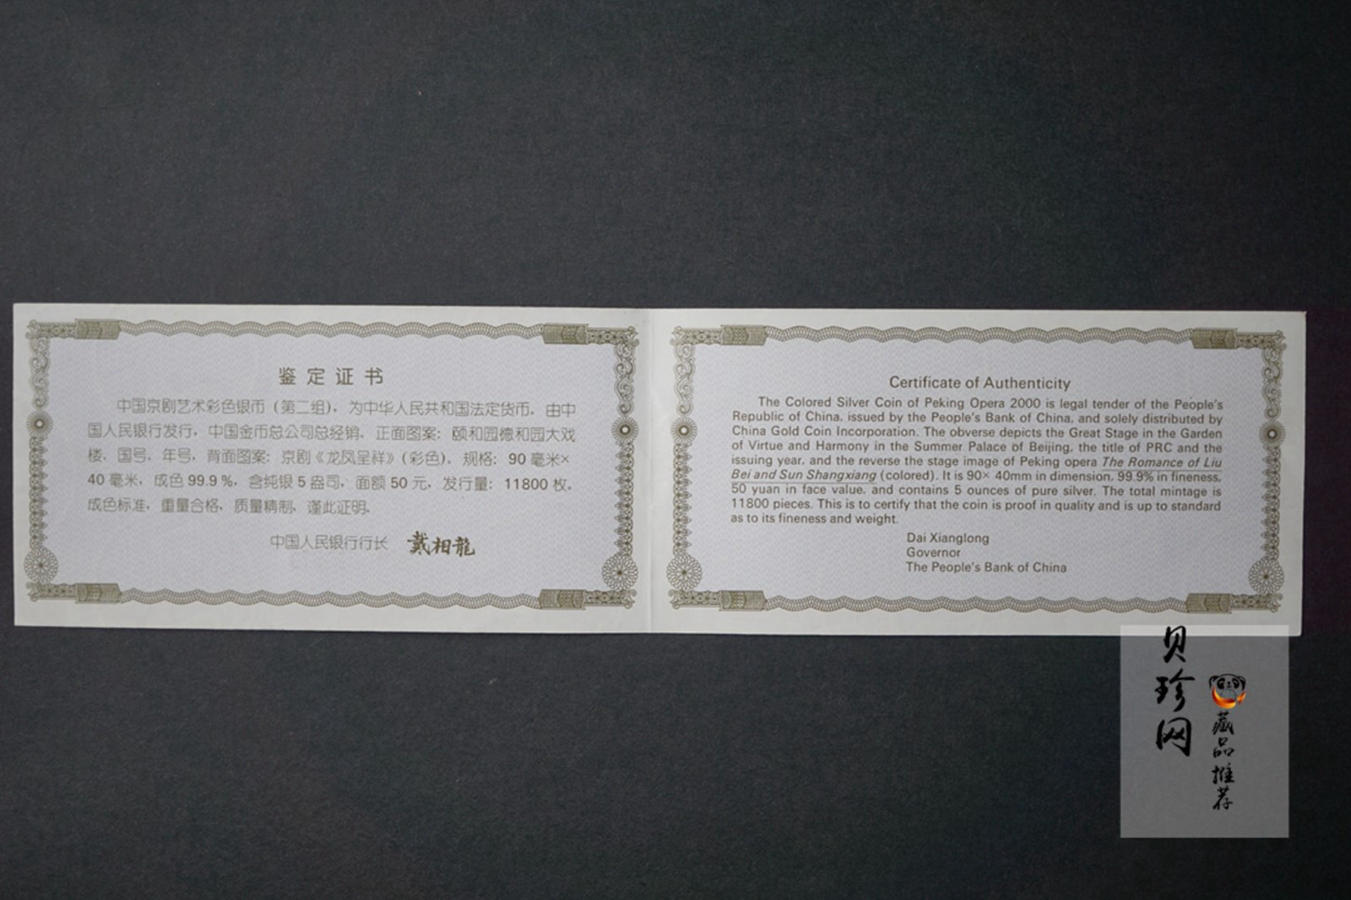 鉴定证书
中国京剧艺术彩色银币(第二组)，为中华人民共和国法定货币，由中
国人民银行发行，中国金币总公司总经销。正面图案：颐和园德和园大戏
楼、国号、年号，背面图案：京剧《龙凤呈祥》(彩色)。规格：90毫米×
40毫米，成色99.9%，含纯银5盎司，面额50元，发行量：11800枚。
成色标准，重量合格，质量精制，谨此证明。
中国人民银行行长 戴相龍
Certificate of Authenticity
The Colored Silver Coin of Peking Opera 2000 is legal tender of the People's
Republic of China, issued by the People's Bank of China, and solely distributed by
China Gold Coin Incorporation. The obverse depicts the Great Stage in the Garden
of Virtue and Harmony in the Summer Palace of Beijing, the title of PRC and the
issuing year, and the reverse the stage image of Peking opera The Romance of Liu
Bei and Sun Shangxiang (colored). It is 90× 40mm in dimension, 99.9% in fineness,
50 yuan in face value, and contains 5 ounces of pure silver. The total mintage is
11800 pieces. This is to certify that the coin is proof in quality and is up to standard
as to its fineness and weight.
Dai Xianglong
Governor
The People's Bank of China
贝珍网
藏品推荐